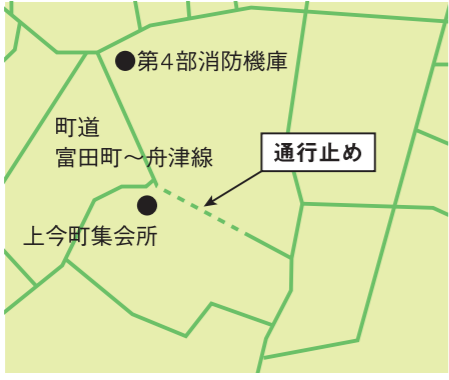 第4部消防機庫
町道
富田町～舟津線
通行止め
上今町集会所